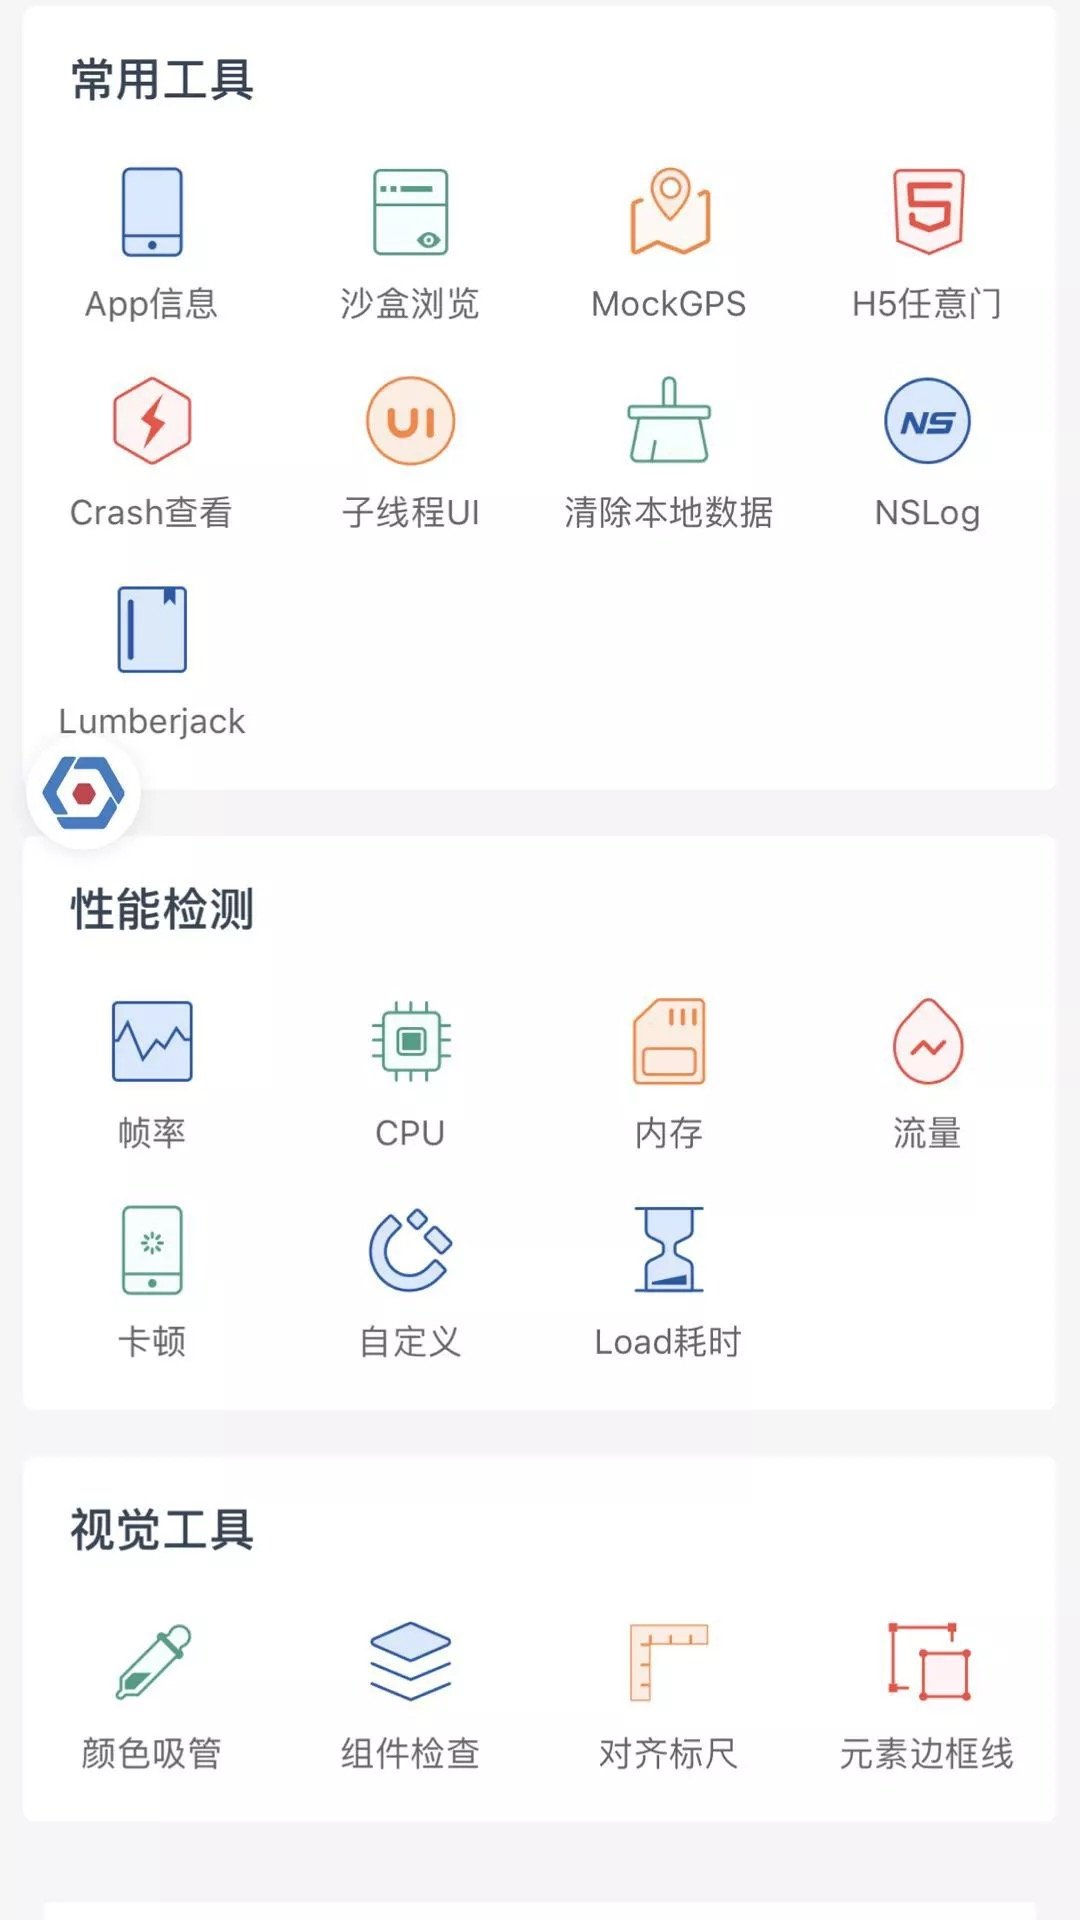 常用工具
App信息 沙盒浏览 MockGPS H5任意门
5
UI NS
Crash查看 子线程UI 清除本地数据 NSLog
Lumberjack
性能检测
帧率 CPU 内存 流量
卡顿 自定义 Load耗时
视觉工具
颜色吸管 组件检查 对齐标尺 元素边框线